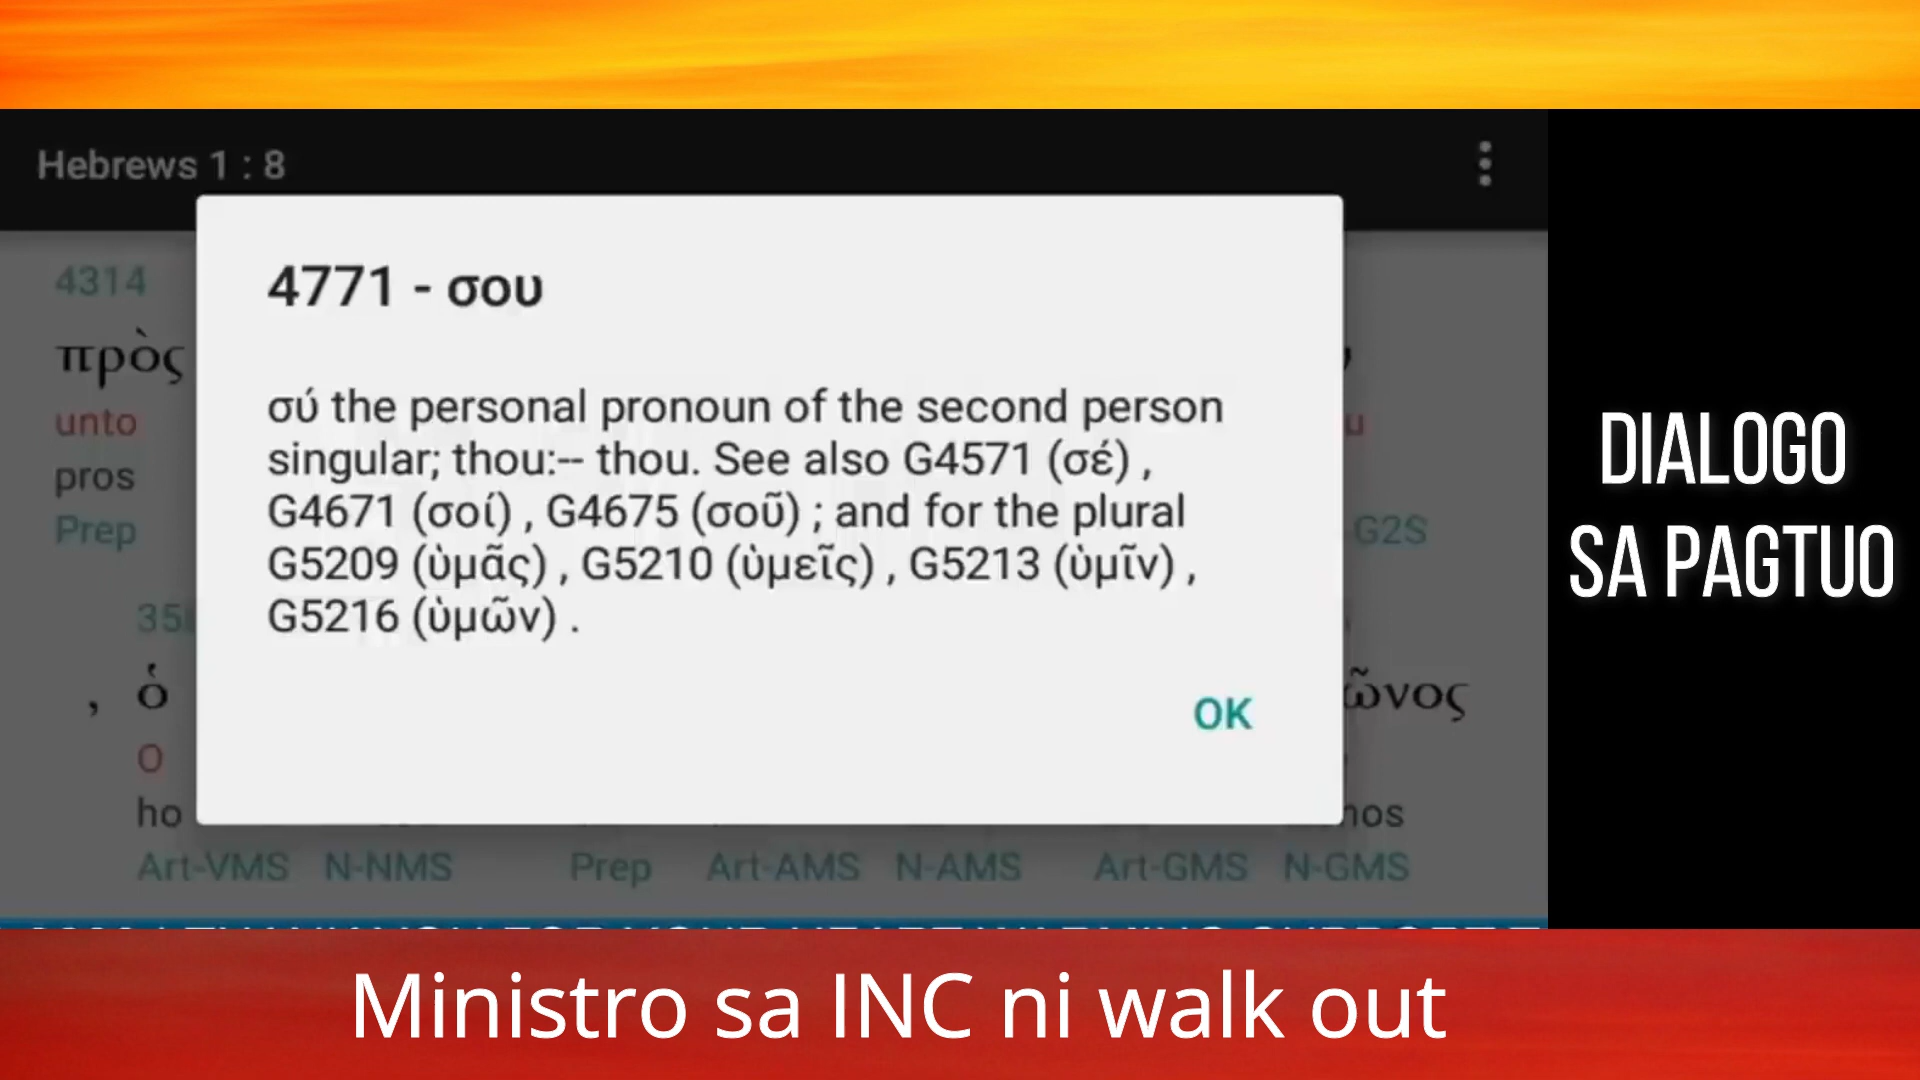 Hebrews 1 : 8
4314
πρὸς
unto
pros
Prep
4771 - σου
σύ the personal pronoun of the second person
singular; thou:-- thou. See also G4571 (σέ) ,
G4671 (σοί) , G4675 (σοῦ) ; and for the plural
G5209 (ὑμᾶς) , G5210 (ὑμεῖς) , G5213 (ὑμῖν) ,
G5216 (ὑμῶν) .
OK
G2S
, ὁ
O
ho
Art-VMS N-NMS Prep Art-AMS N-AMS Art-GMS N-GMS
DIALOGO
SA PAGTUO
Ministro sa INC ni walk out